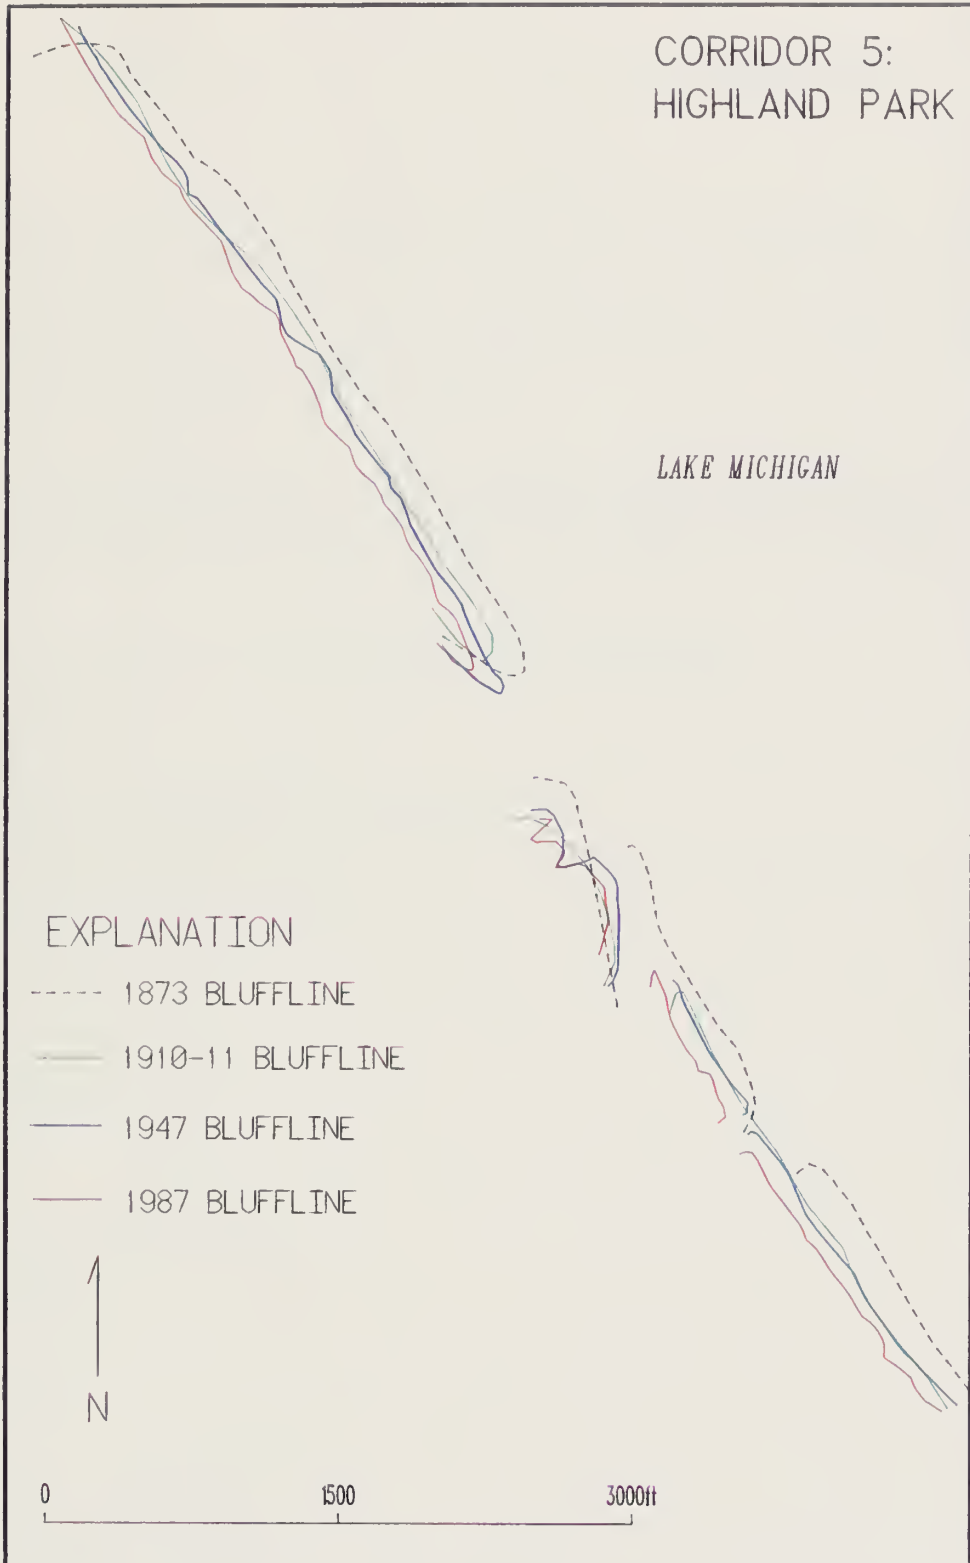 CORRIDOR 5:
HIGHLAND PARK
LAKE MICHIGAN
EXPLANATION
1873 BLUFFLINE
1910-11 BLUFFLINE
1947 BLUFFLINE
1987 BLUFFLINE
N
0 1500 3000ft